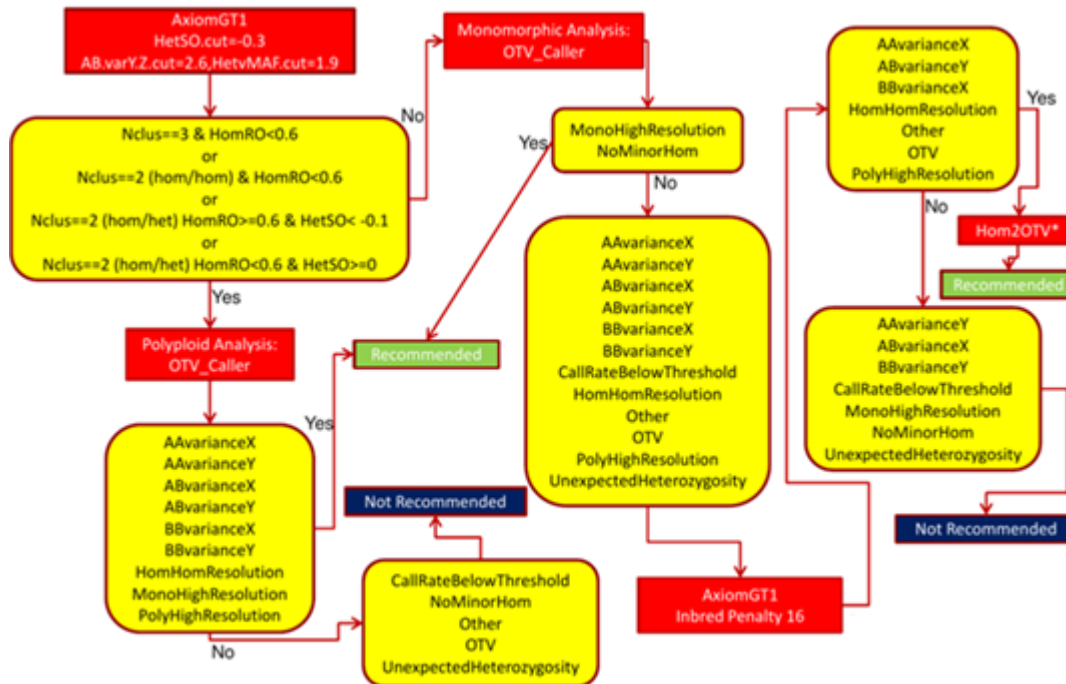 AxiomGT1
HetSO.cut=-0.3
AB.varY.Z.cut=2.6,HetvMAF.cut=1.9
No
Nclus==3 & HomRO<0.6
or
Nclus==2 (hom/hom) & HomRO<0.6
or
Nclus==2 (hom/het) HomRO>=0.6 & HetSO< -0.1
or
Nclus==2 (hom/het) HomRO<0.6 & HetSO>=0
Yes
Polyploid Analysis:
OTV_Caller
AAvarianceX
AAvarianceY
ABvarianceX
ABvarianceY
BBvarianceX
BBvarianceY
HomHomResolution
MonoHighResolution
PolyHighResolution
Yes
No
Recommended
Not Recommended
CallRateBelowThreshold
NoMinorHom
Other
OTV
UnexpectedHeterozygosity
Monomorphic Analysis:
OTV_Caller
Yes
MonoHighResolution
NoMinorHom
No
AAvarianceX
AAvarianceY
ABvarianceX
ABvarianceY
BBvarianceX
BBvarianceY
CallRateBelowThreshold
HomHomResolution
Other
OTV
PolyHighResolution
UnexpectedHeterozygosity
AxiomGT1
Inbred Penalty 16
AAvarianceX
ABvarianceY
BBvarianceX
HomHomResolution
Other
OTV
PolyHighResolution
Yes
No
Hom2OTV*
Recommended
AAvarianceY
ABvarianceX
BBvarianceY
CallRateBelowThreshold
MonoHighResolution
NoMinorHom
UnexpectedHeterozygosity
Not Recommended